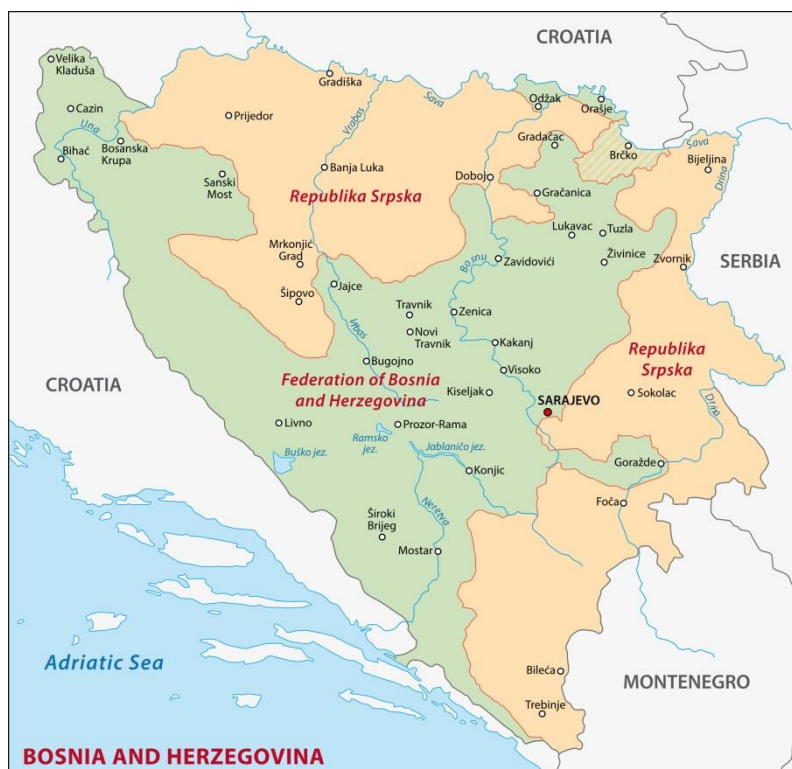 CROATIA
Velika
Kladuša
Gradiška
Sava
Odžak
Orašje
Cazin
Prijedor
Vrabas
Una
Gradačac
Bihać
Bosanska
Krupa
Brčko
Sava
Bijeljina
Banja Luka
Doboj
Drina
Sanski
Most
Republika Srpska
Gračanica
Lukavac
Tuzla
Mrkonjić
Grad
Bosnu
Zavidovići
Živinice
Zvornik
SERBIA
Jajce
Šipovo
Travnik
Zenica
Vrbas
Novi
Travnik
Kakanj
Republika
Srpska
Bugojno
Visoko
CROATIA
Federation of Bosnia
and Herzegovina
Kiseljak
SARAJEVO
Sokolac
Drina
Livno
Prozor-Rama
Ramsko
jez.
Buško jez.
Jablaničo jez.
Konjic
Goražde
Neretva
Foča
Široki
Brijeg
Mostar
Adriatic Sea
Bileća
MONTENEGRO
Trebinje
BOSNIA AND HERZEGOVINA